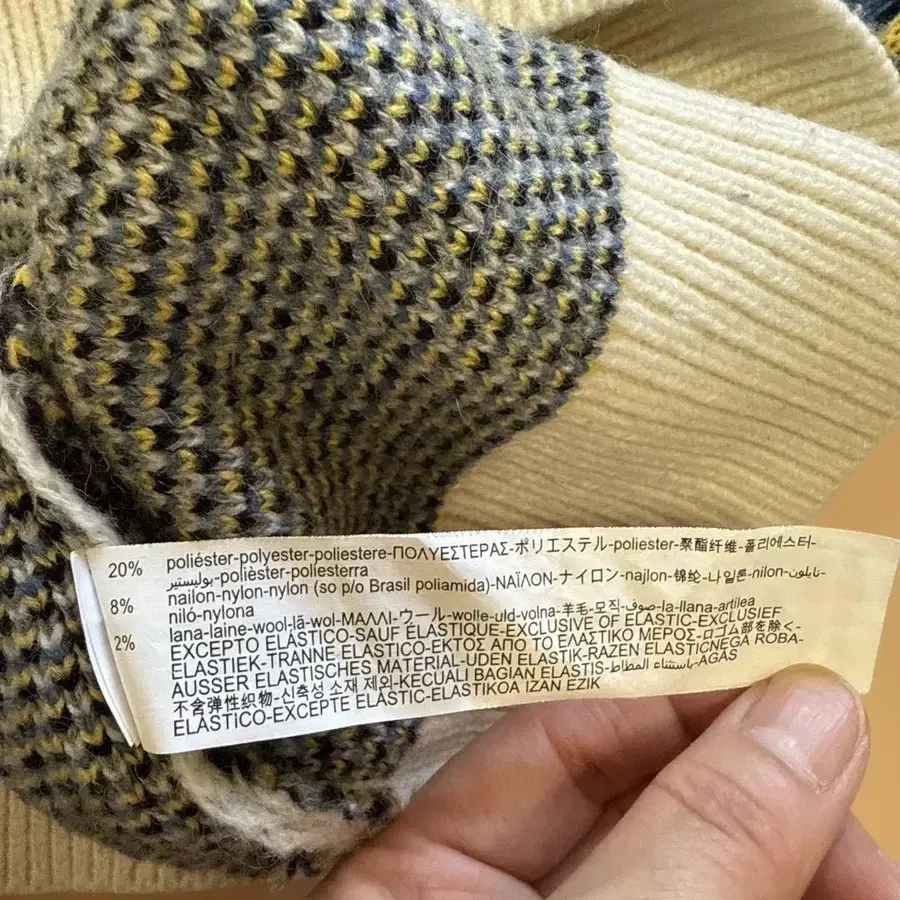 20% poliéster-polyester-poliestere-ΠΟΛΥΕΣΤΕΡΑΣ-ポリエステル-poliester-聚酯纤维-폴리에스터-
بوليستير-polièster-poliesterra
8% nailon-nylon-nylon (so p/o Brasil poliamida)-ΝΑΪΛΟΝ-ナイロン-najlon-锦纶-나일론-nilon-نايلون-
niló-nylona
2% lana-laine-wool-lã-wol-ΜΑΛΛΙ-ウール-wolle-uld-volna-羊毛-모직-صوف-la-llana-artilea
EXCEPTO ELÁSTICO-SAUF ÉLASTIQUE-EXCLUSIVE OF ELASTIC-EXCLUSIEF
ELASTIEK-TRANNE ELASTICO-ΕΚΤΟΣ ΑΠΟ ΤΟ ΕΛΑΣΤΙΚΟ ΜΕΡΟΣ-ロゴム部を除く-
AUSSER ELASTISCHES MATERIAL-UDEN ELASTIK-RAZEN ELASTICNEGA ROBA-
不含弹性织物-신축성 소재 제외-KECUALI BAGIAN ELASTIS-باستثناء المطاط-AGAS
ELASTICO-EXCEPTE ELÀSTIC-ELASTIKOA IZAN EZIK